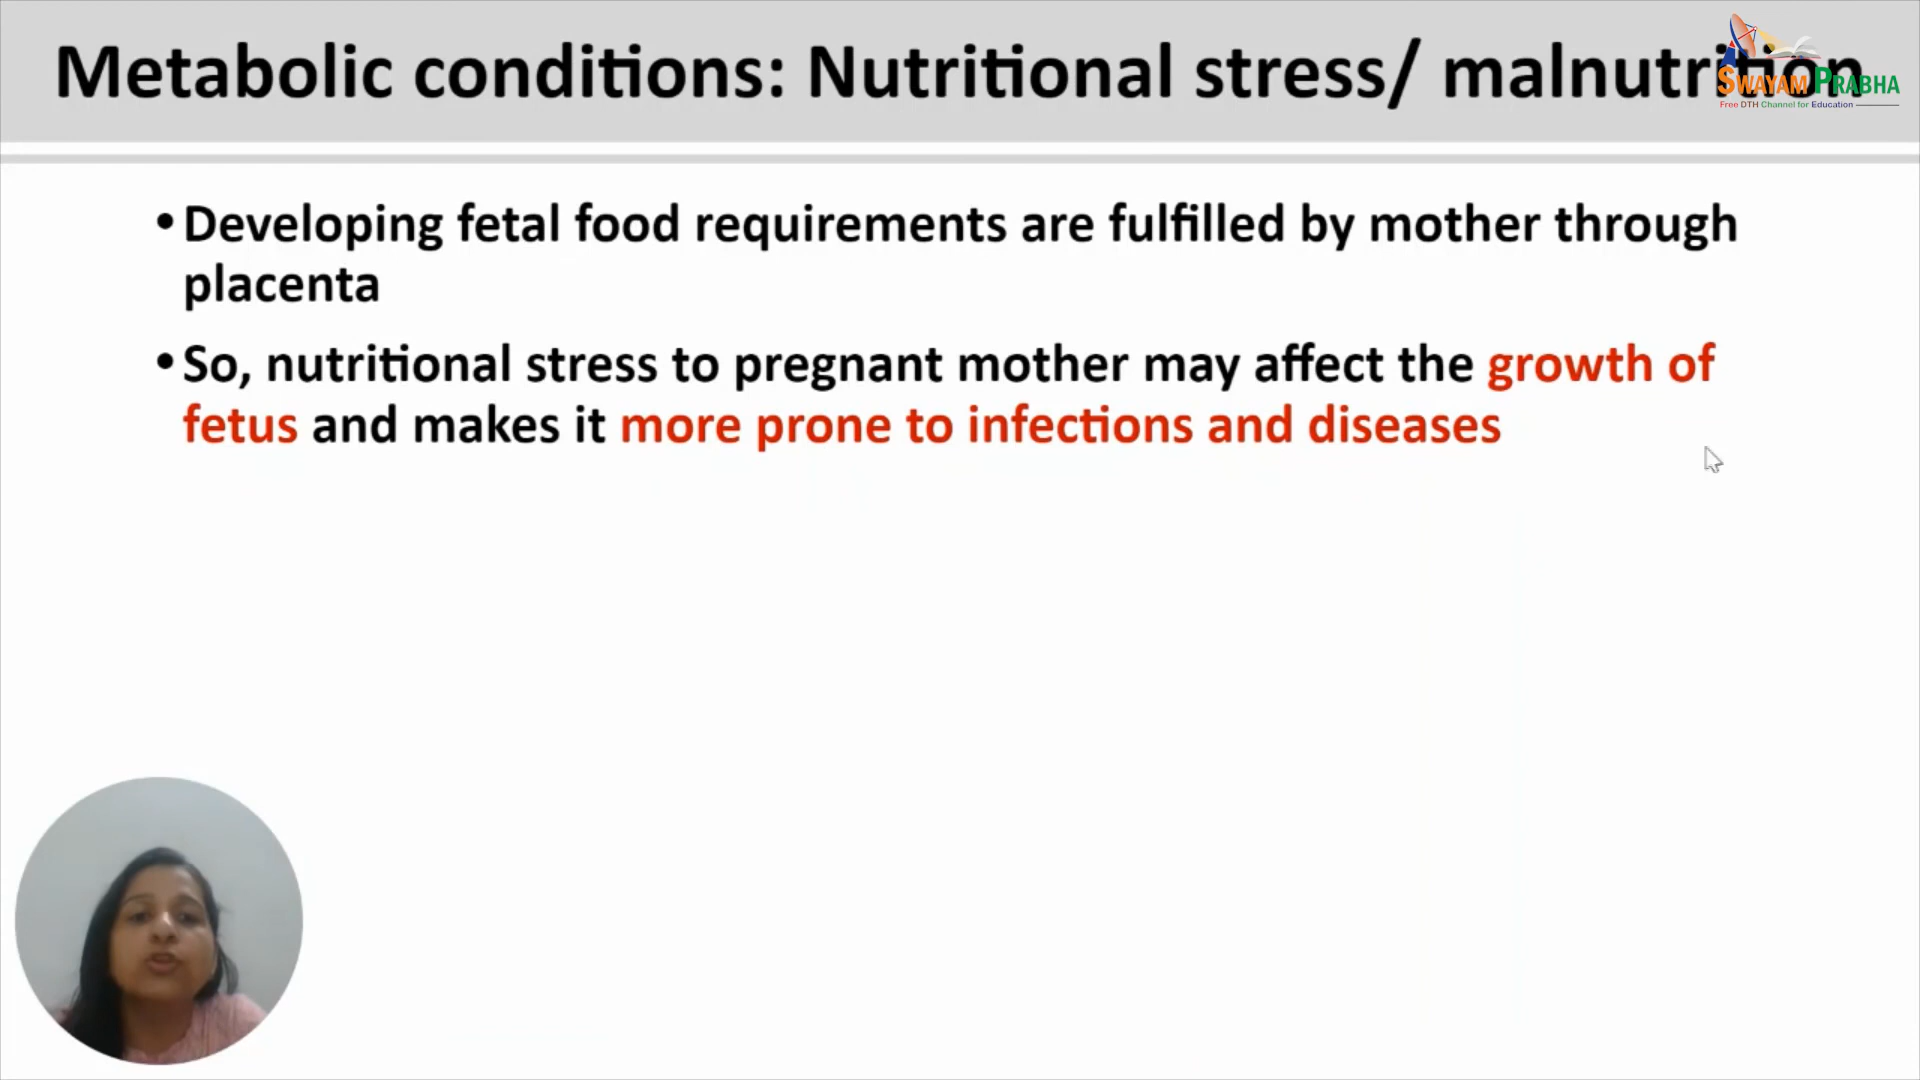 Metabolic conditions: Nutritional stress/ malnutrition
SWAYAM PRABHA
Free DTH Channel for Education
•Developing fetal food requirements are fulfilled by mother through
placenta
•So, nutritional stress to pregnant mother may affect the growth of
fetus and makes it more prone to infections and diseases